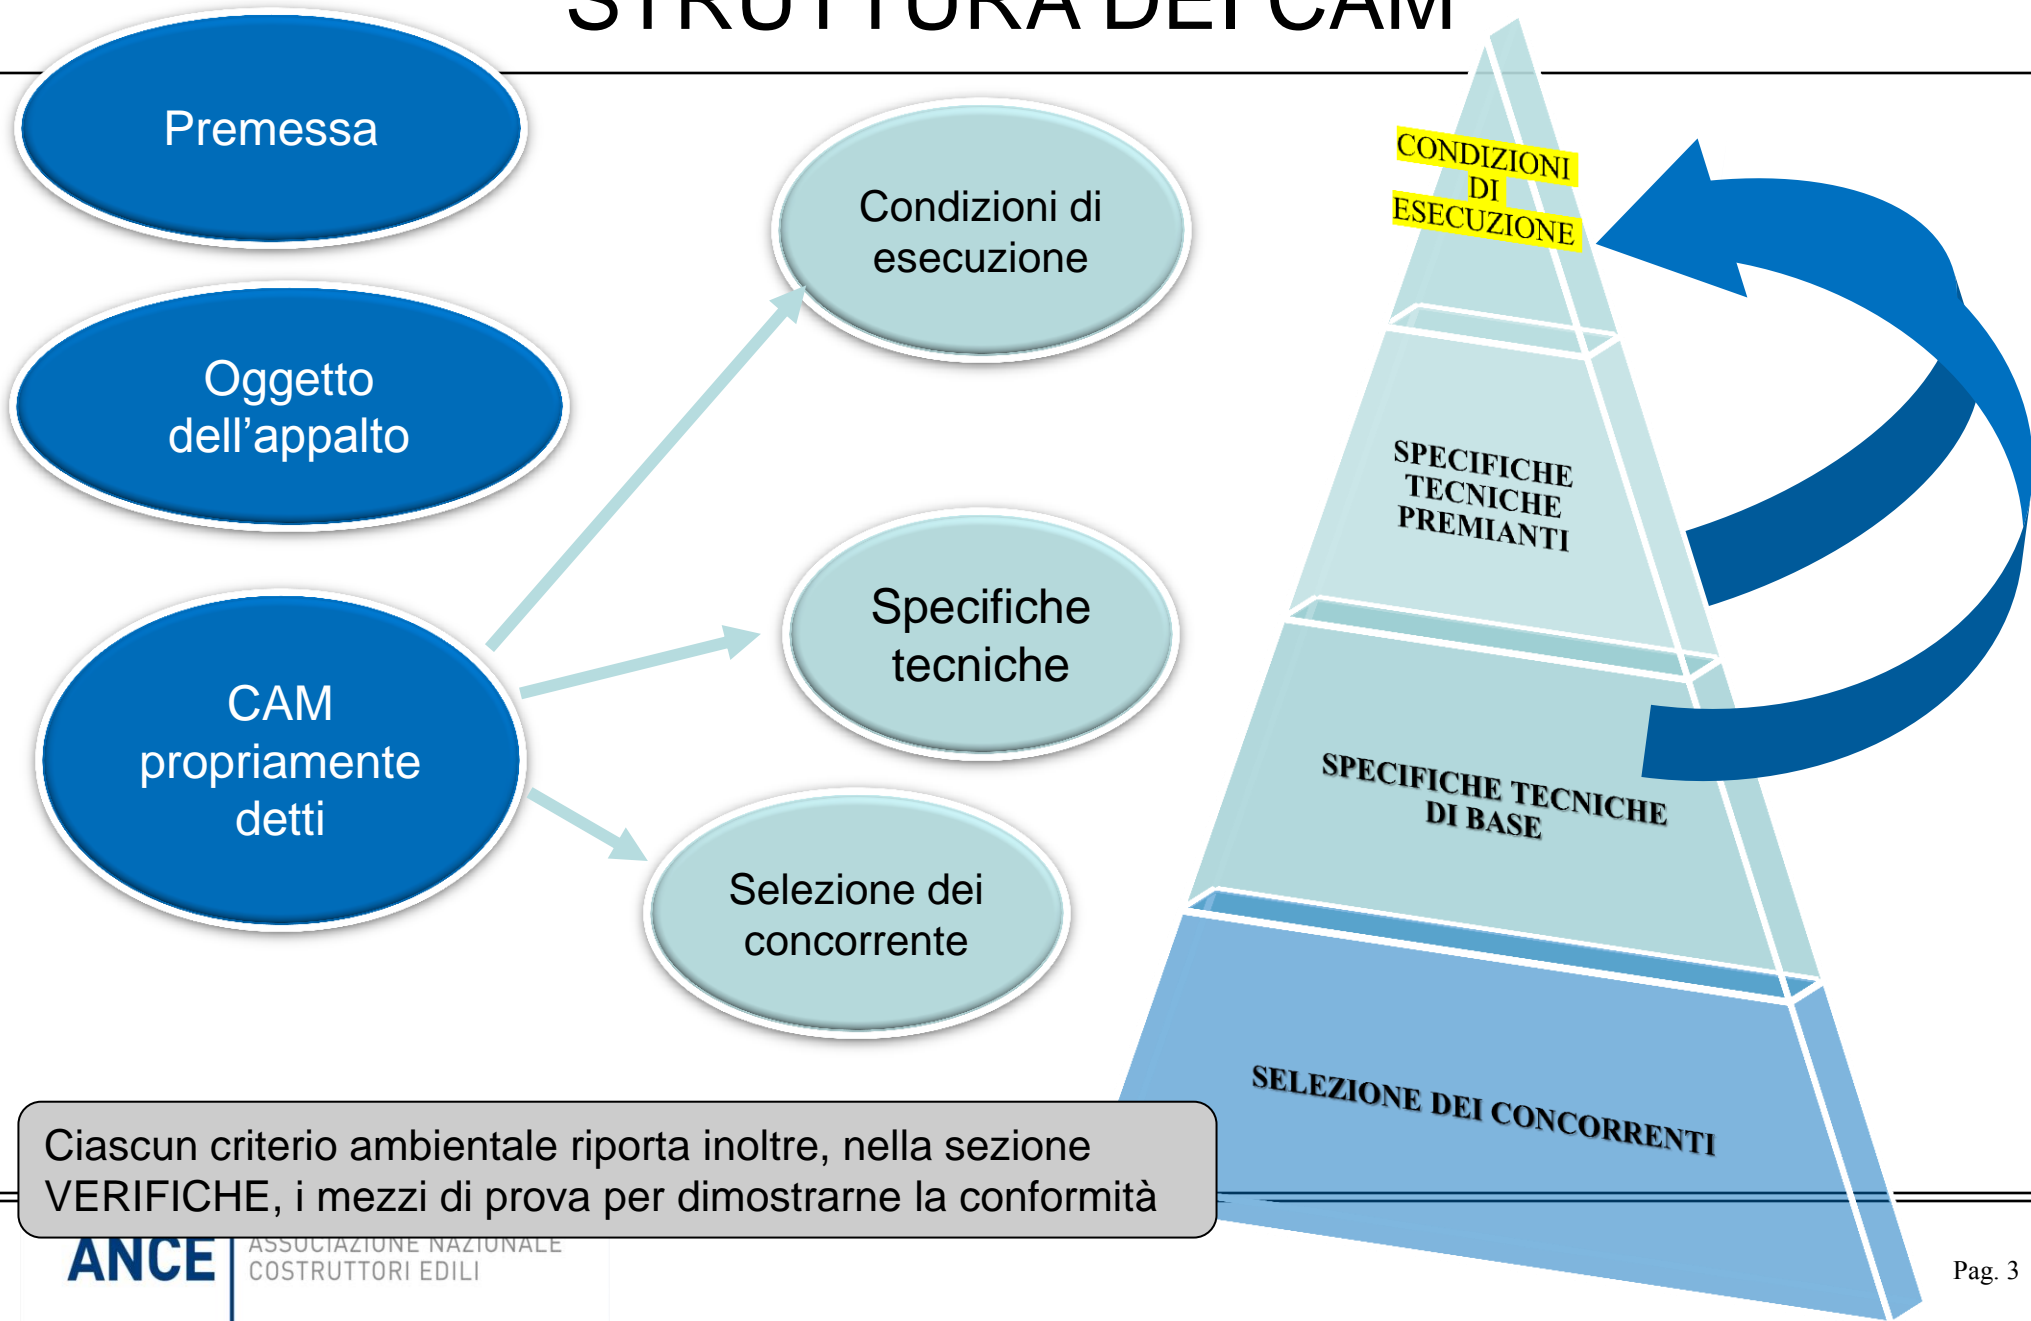 STRUTTURA DEI CAM
Premessa
Oggetto
dell’appalto
CAM
propriamente
detti
Condizioni di
esecuzione
Specifiche
tecniche
Selezione dei
concorrente
CONDIZIONI
DI
ESECUZIONE
SPECIFICHE
TECNICHE
PREMIANTI
SPECIFICHE TECNICHE
DI BASE
SELEZIONE DEI CONCORRENTI
Ciascun criterio ambientale riporta inoltre, nella sezione
VERIFICHE, i mezzi di prova per dimostrarne la conformità
ANCE
ASSOCIAZIONE NAZIONALE
COSTRUTTORI EDILI
Pag. 3